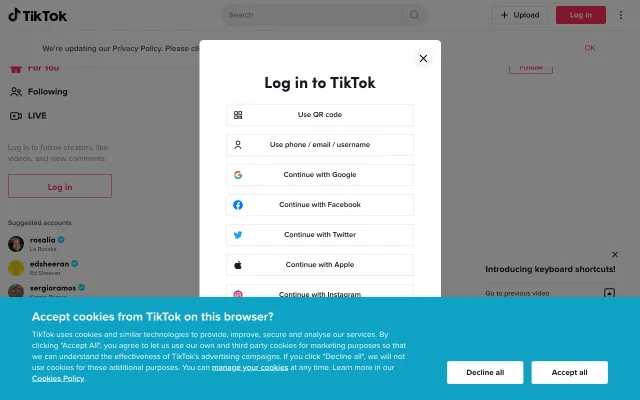 TikTok
Search
Upload
Log in
We're updating our Privacy Policy. Please
OK
For You
Follow
Following
LIVE
Log in to follow creators, like
videos, and view comments.
Log in
Suggested accounts
rosalia
La Rosalia
edsheeran
Ed Sheeran
sergioramos
Log in to TikTok
Use QR code
Use phone / email / username
Continue with Google
Continue with Facebook
Continue with Twitter
Continue with Apple
Continue with Instagram
Introducing keyboard shortcuts!
Go to previous video
Accept cookies from TikTok on this browser?
TikTok uses cookies and similar technologies to provide, improve, secure and analyse our services. By
clicking "Accept All", you agree to let us use our own and third party cookies for marketing purposes so that
we can understand the effectiveness of TikTok's advertising campaigns. If you click "Decline all", we will not
use cookies for these additional purposes. You can manage your cookies at any time. Learn more in our
Cookies Policy.
Decline all
Accept all